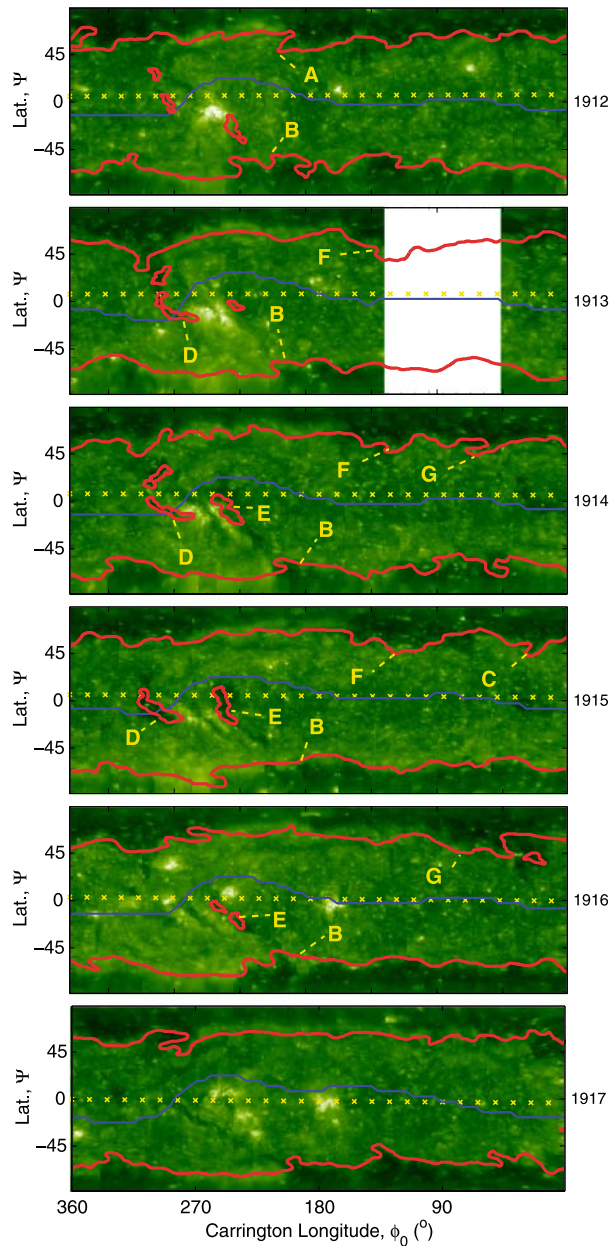 45
A
Lat., Ψ
0
1912
−45
B
45
F
Lat., Ψ
0
1913
B
−45
D
45
F
G
Lat., Ψ
0
E
1914
B
−45
D
45
F
C
Lat., Ψ
0
E
1915
B
D
−45
45
G
Lat., Ψ
0
1916
E
B
−45
45
Lat., Ψ
0
1917
−45
360 270 180 90
Carrington Longitude, ϕ0 (o)